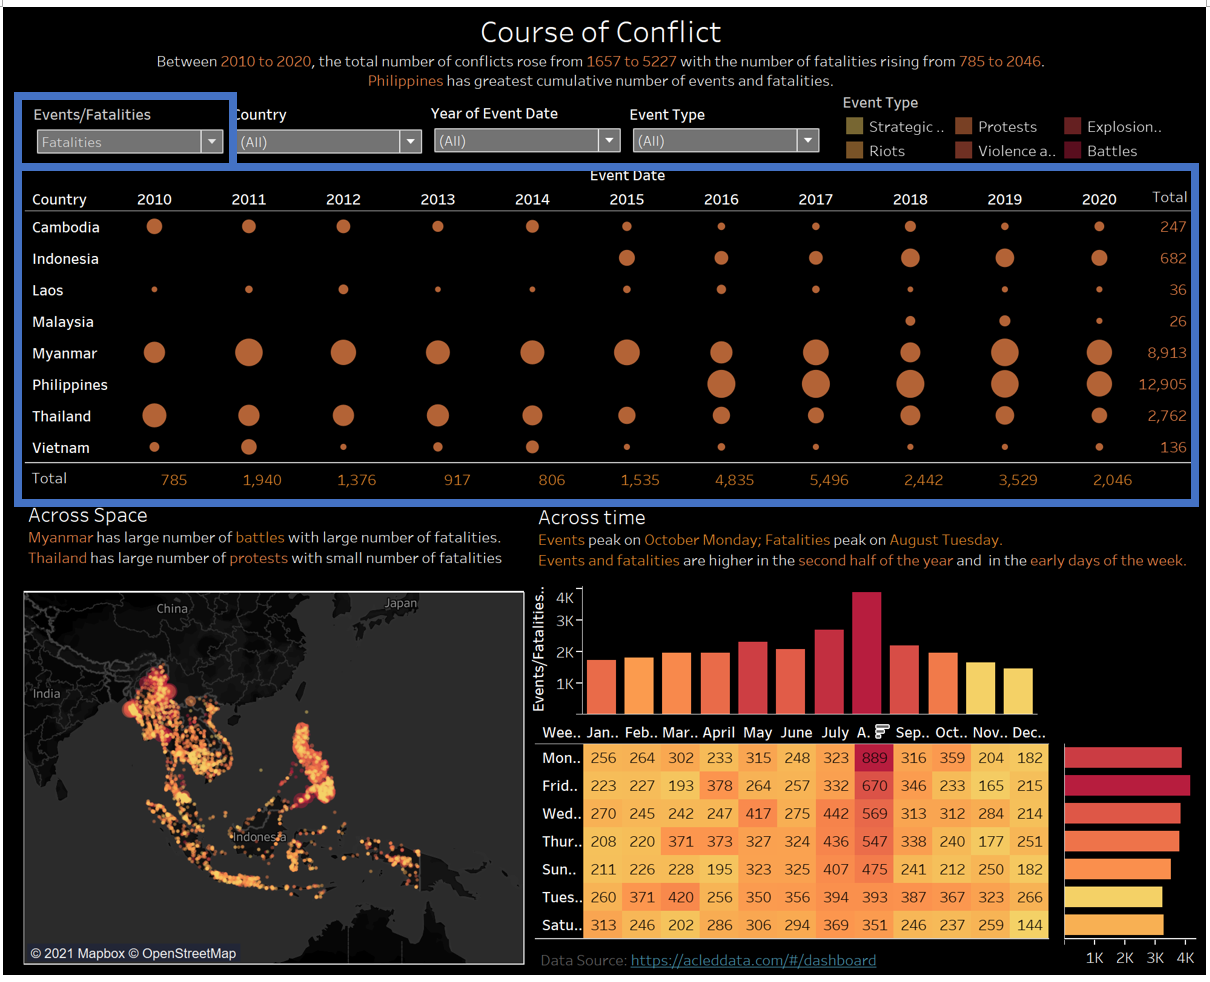 Course of Conflict
Between 2010 to 2020, the total number of conflicts rose from 1657 to 5227 with the number of fatalities rising from 785 to 2046.
Philippines has greatest cumulative number of events and fatalities.
Events/Fatalities Country Year of Event Date Event Type Event Type
Fatalities (All) (All) (All)
Strategic .. Protests Explosion..
Riots Violence a.. Battles
Event Date
Country 2010 2011 2012 2013 2014 2015 2016 2017 2018 2019 2020 Total
Cambodia 247
Indonesia 682
Laos 36
Malaysia 26
Myanmar 8,913
Philippines 12,905
Thailand 2,762
Vietnam 136
Total 785 1,940 1,376 917 806 1,535 4,835 5,496 2,442 3,529 2,046
Across Space
Myanmar has large number of battles with large number of fatalities.
Thailand has large number of protests with small number of fatalities
China
Japan
India
Indonesia
© 2021 Mapbox © OpenStreetMap
Across time
Events peak on October Monday; Fatalities peak on August Tuesday.
Events and fatalities are higher in the second half of the year and in the early days of the week.
Events/Fatalities..
4K
3K
2K
1K
Wee.. Jan.. Feb.. Mar.. April May June July A. Sep.. Oct.. Nov.. Dec..
Mon.. 256 264 302 233 315 248 323 889 316 359 204 182
Frid.. 223 227 193 378 264 257 332 670 346 233 165 215
Wed.. 270 245 242 247 417 275 442 569 313 312 284 214
Thur.. 208 220 371 373 327 324 436 547 338 240 177 251
Sun.. 211 226 228 195 323 325 407 475 241 212 250 182
Tues.. 260 371 420 256 350 356 394 393 387 367 323 266
Satu.. 313 246 202 286 306 294 369 351 246 237 259 144
1K 2K 3K 4K
Data Source: https://acleddata.com/#/dashboard